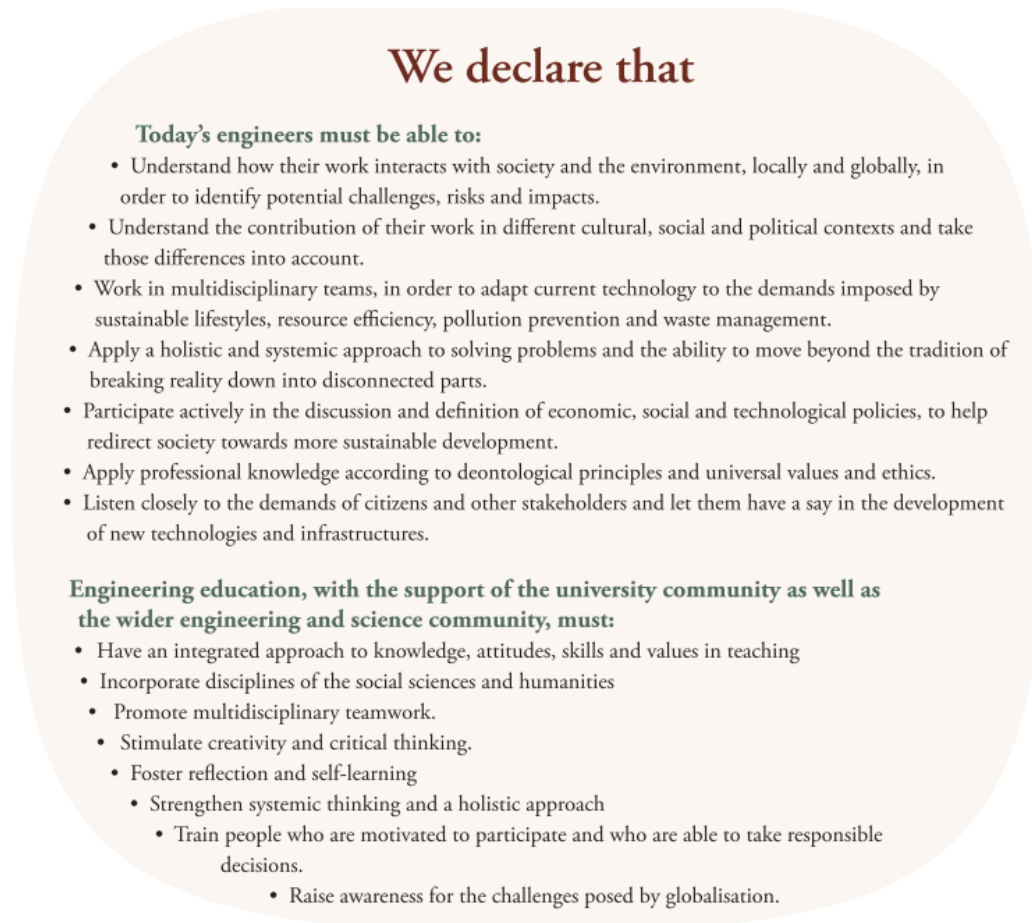 We declare that
Today's engineers must be able to:
• Understand how their work interacts with society and the environment, locally and globally, in
order to identify potential challenges, risks and impacts.
• Understand the contribution of their work in different cultural, social and political contexts and take
those differences into account.
• Work in multidisciplinary teams, in order to adapt current technology to the demands imposed by
sustainable lifestyles, resource efficiency, pollution prevention and waste management.
• Apply a holistic and systemic approach to solving problems and the ability to move beyond the tradition of
breaking reality down into disconnected parts.
• Participate actively in the discussion and definition of economic, social and technological policies, to help
redirect society towards more sustainable development.
• Apply professional knowledge according to deontological principles and universal values and ethics.
• Listen closely to the demands of citizens and other stakeholders and let them have a say in the development
of new technologies and infrastructures.
Engineering education, with the support of the university community as well as
the wider engineering and science community, must:
• Have an integrated approach to knowledge, attitudes, skills and values in teaching
• Incorporate disciplines of the social sciences and humanities
• Promote multidisciplinary teamwork.
• Stimulate creativity and critical thinking.
• Foster reflection and self-learning
• Strengthen systemic thinking and a holistic approach
• Train people who are motivated to participate and who are able to take responsible
decisions.
• Raise awareness for the challenges posed by globalisation.